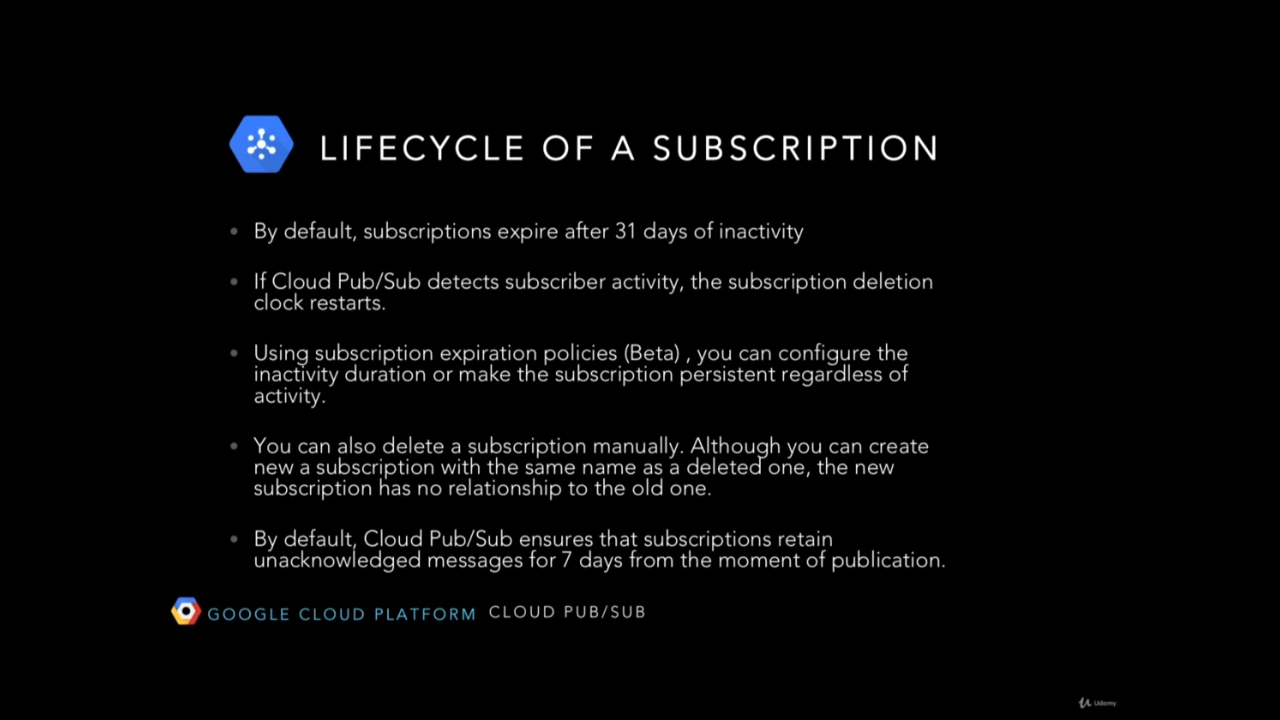 LIFECYCLE OF A SUBSCRIPTION
• By default, subscriptions expire after 31 days of inactivity
• If Cloud Pub/Sub detects subscriber activity, the subscription deletion
clock restarts.
• Using subscription expiration policies (Beta) , you can configure the
inactivity duration or make the subscription persistent regardless of
activity.
• You can also delete a subscription manually. Although you can create
new a subscription with the same name as a deleted one, the new
subscription has no relationship to the old one.
• By default, Cloud Pub/Sub ensures that subscriptions retain
unacknowledged messages for 7 days from the moment of publication.
GOOGLE CLOUD PLATFORM CLOUD PUB/SUB
Udemy